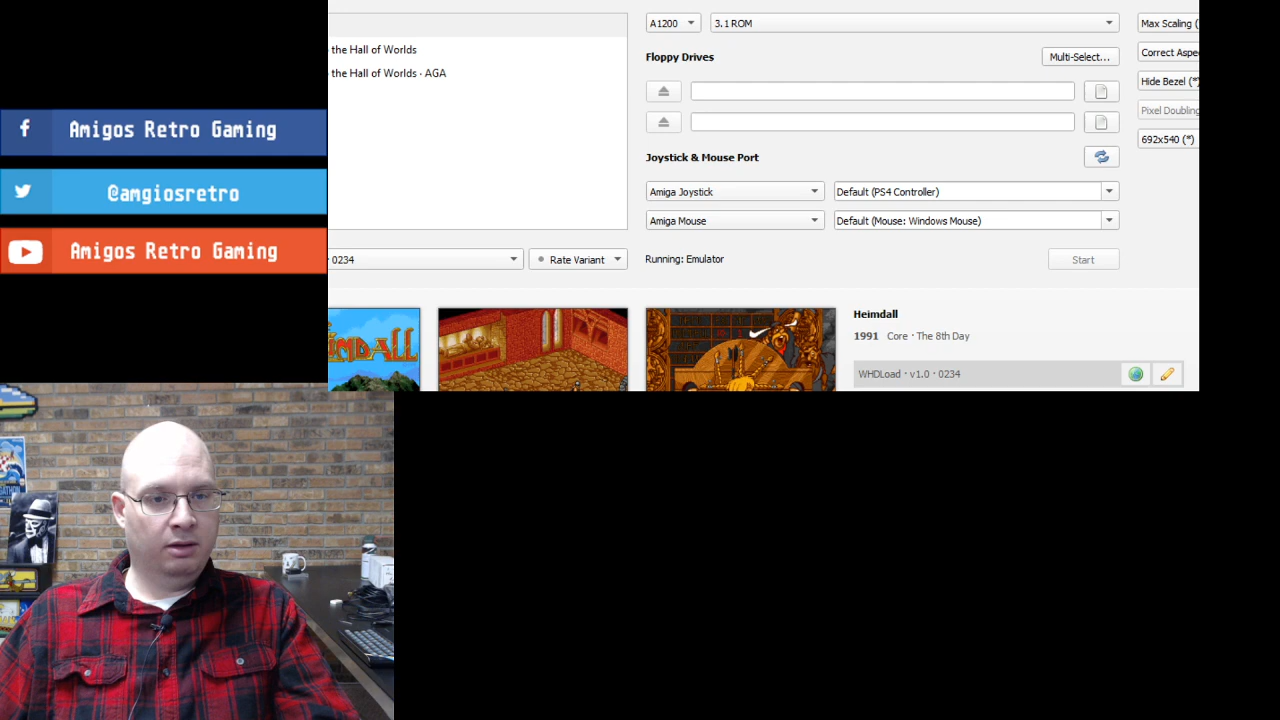 Amigos Retro Gaming
@amgiosretro
Amigos Retro Gaming
the Hall of Worlds
the Hall of Worlds · AGA
0234
Rate Variant
A1200
3.1 ROM
Floppy Drives
Multi-Select...
Joystick & Mouse Port
Amiga Joystick
Default (PS4 Controller)
Amiga Mouse
Default (Mouse: Windows Mouse)
Running: Emulator
Start
Max Scaling (
Correct Aspe
Hide Bezel (*)
Pixel Doubling
692x540 (*)
Heimdall
1991 Core · The 8th Day
WHDLoad · v1.0 · 0234